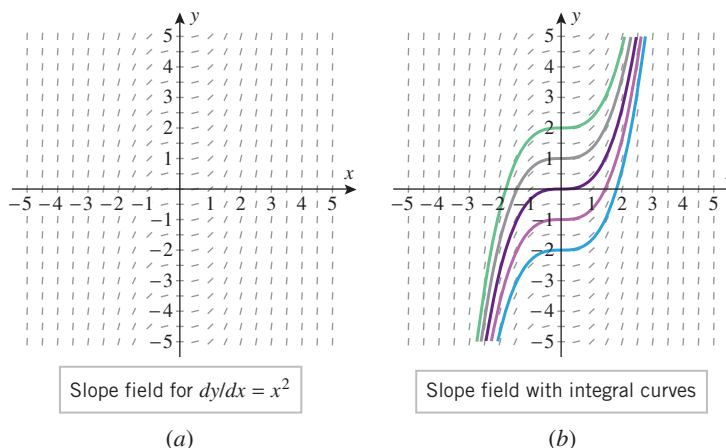 y
5
4
3
2
1
x
−5 −4 −3 −2 −1 1 2 3 4 5
−1
−2
−3
−4
−5
Slope field for dy/dx = x²
(a)
y
5
4
3
2
1
−5 −4 −3 −2 −1 1 2 3 4 5
−1
−2
−3
−4
−5
Slope field with integral curves
(b)